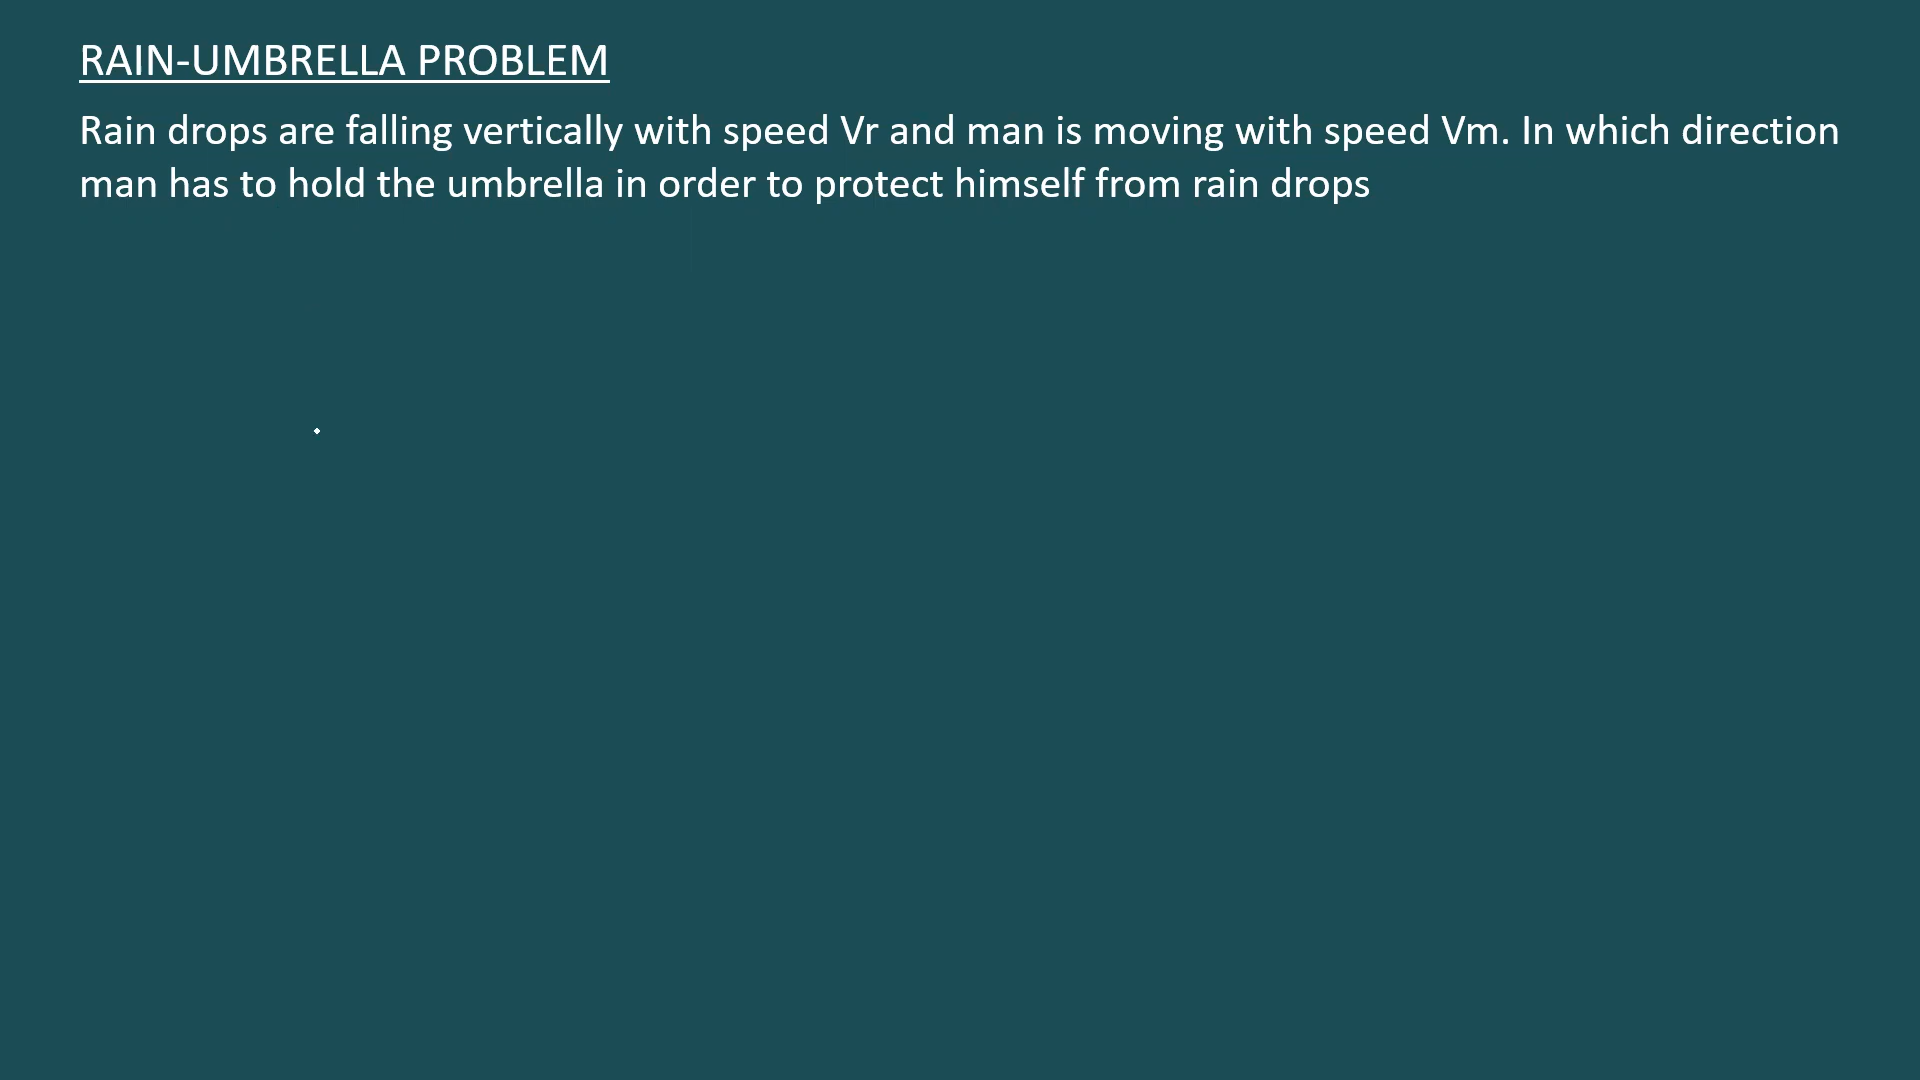 RAIN-UMBRELLA PROBLEM
Rain drops are falling vertically with speed Vr and man is moving with speed Vm. In which direction
man has to hold the umbrella in order to protect himself from rain drops